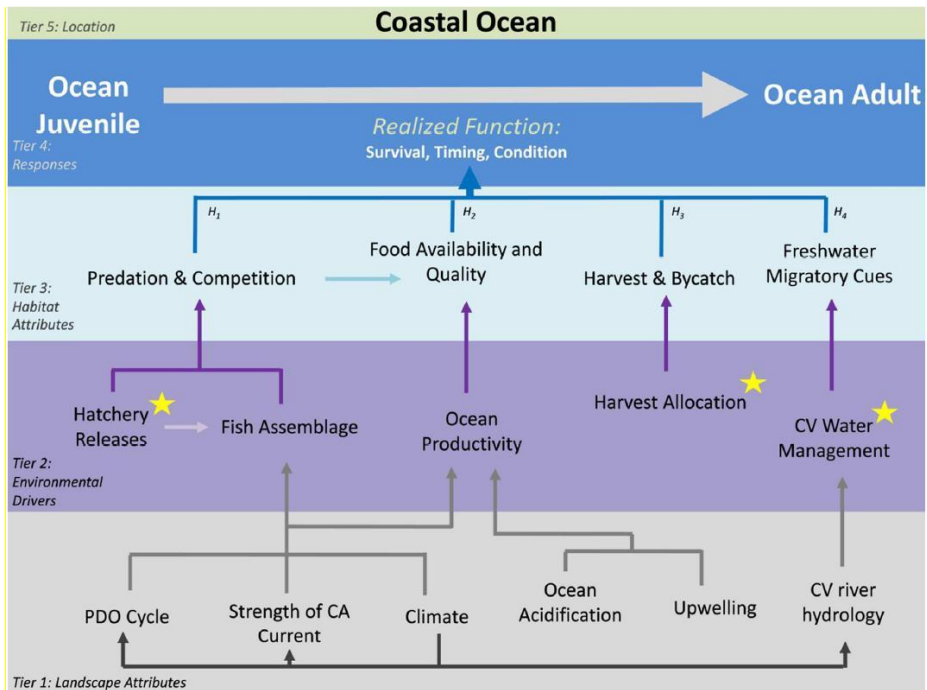 Tier 5: Location
Coastal Ocean
Ocean
Juvenile
Ocean Adult
Realized Function:
Survival, Timing, Condition
Tier 4:
Responses
H1
H2
H3
H4
Predation & Competition
Food Availability and
Quality
Harvest & Bycatch
Freshwater
Migratory Cues
Tier 3:
Habitat
Attributes
Hatchery
Releases
Fish Assemblage
Ocean
Productivity
Harvest Allocation
CV Water
Management
Tier 2:
Environmental
Drivers
PDO Cycle
Strength of CA
Current
Climate
Ocean
Acidification
Upwelling
CV river
hydrology
Tier 1: Landscape Attributes